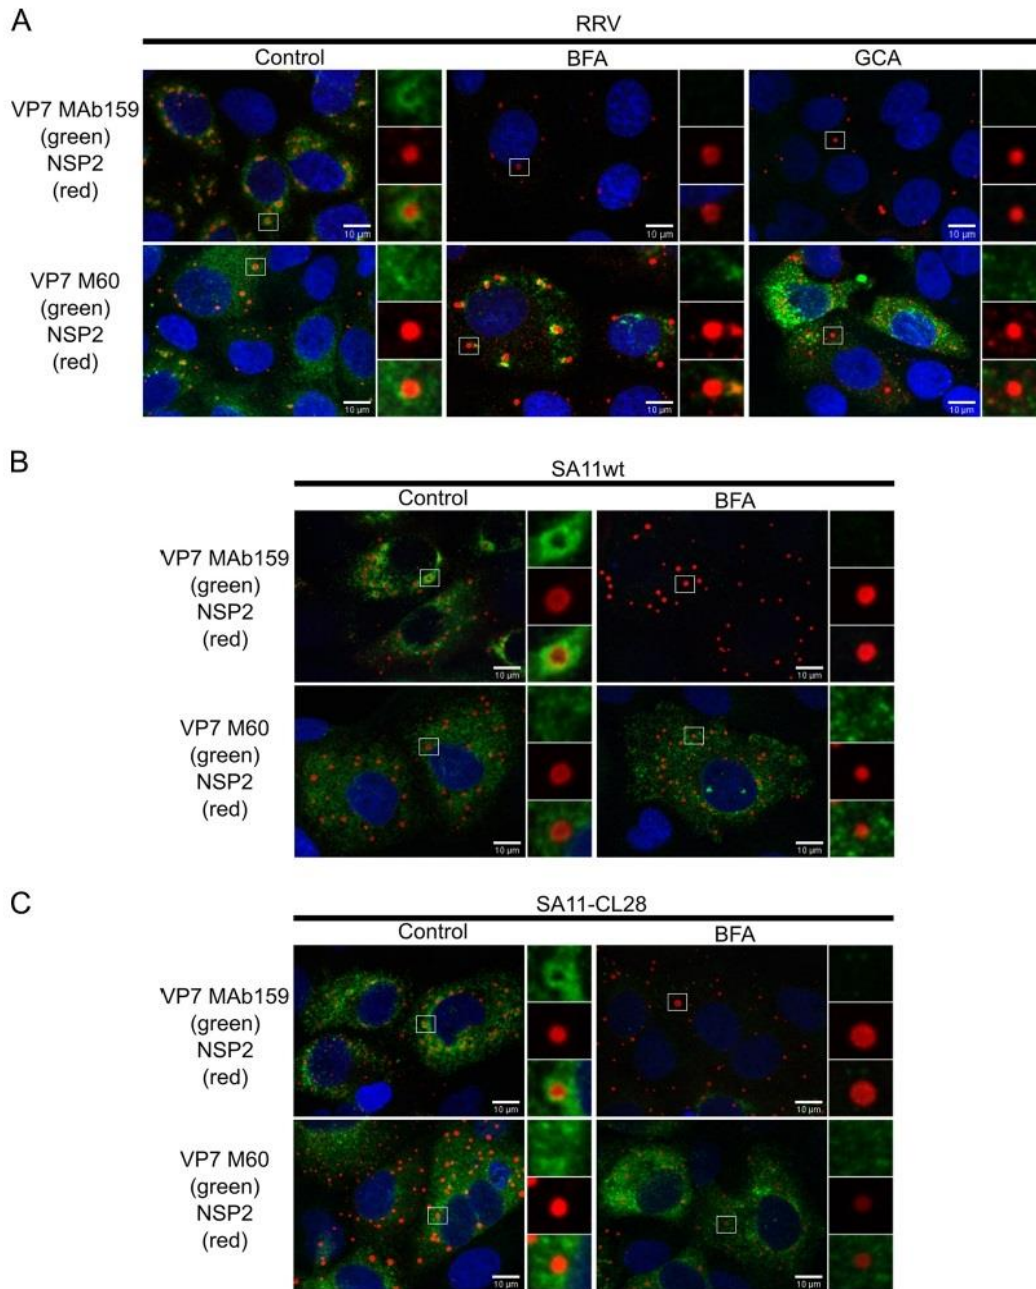 A
RRV
Control BFA GCA
VP7 MAb159
(green)
NSP2
(red)
10 µm 10 µm 10 µm
VP7 M60
(green)
NSP2
(red)
10 µm 10 µm 10 µm
B
SA11wt
Control BFA
VP7 MAb159
(green)
NSP2
(red)
10 µm 10 µm
VP7 M60
(green)
NSP2
(red)
10 µm 10 µm
C
SA11-CL28
Control BFA
VP7 MAb159
(green)
NSP2
(red)
10 µm 10 µm
VP7 M60
(green)
NSP2
(red)
10 µm 10 µm